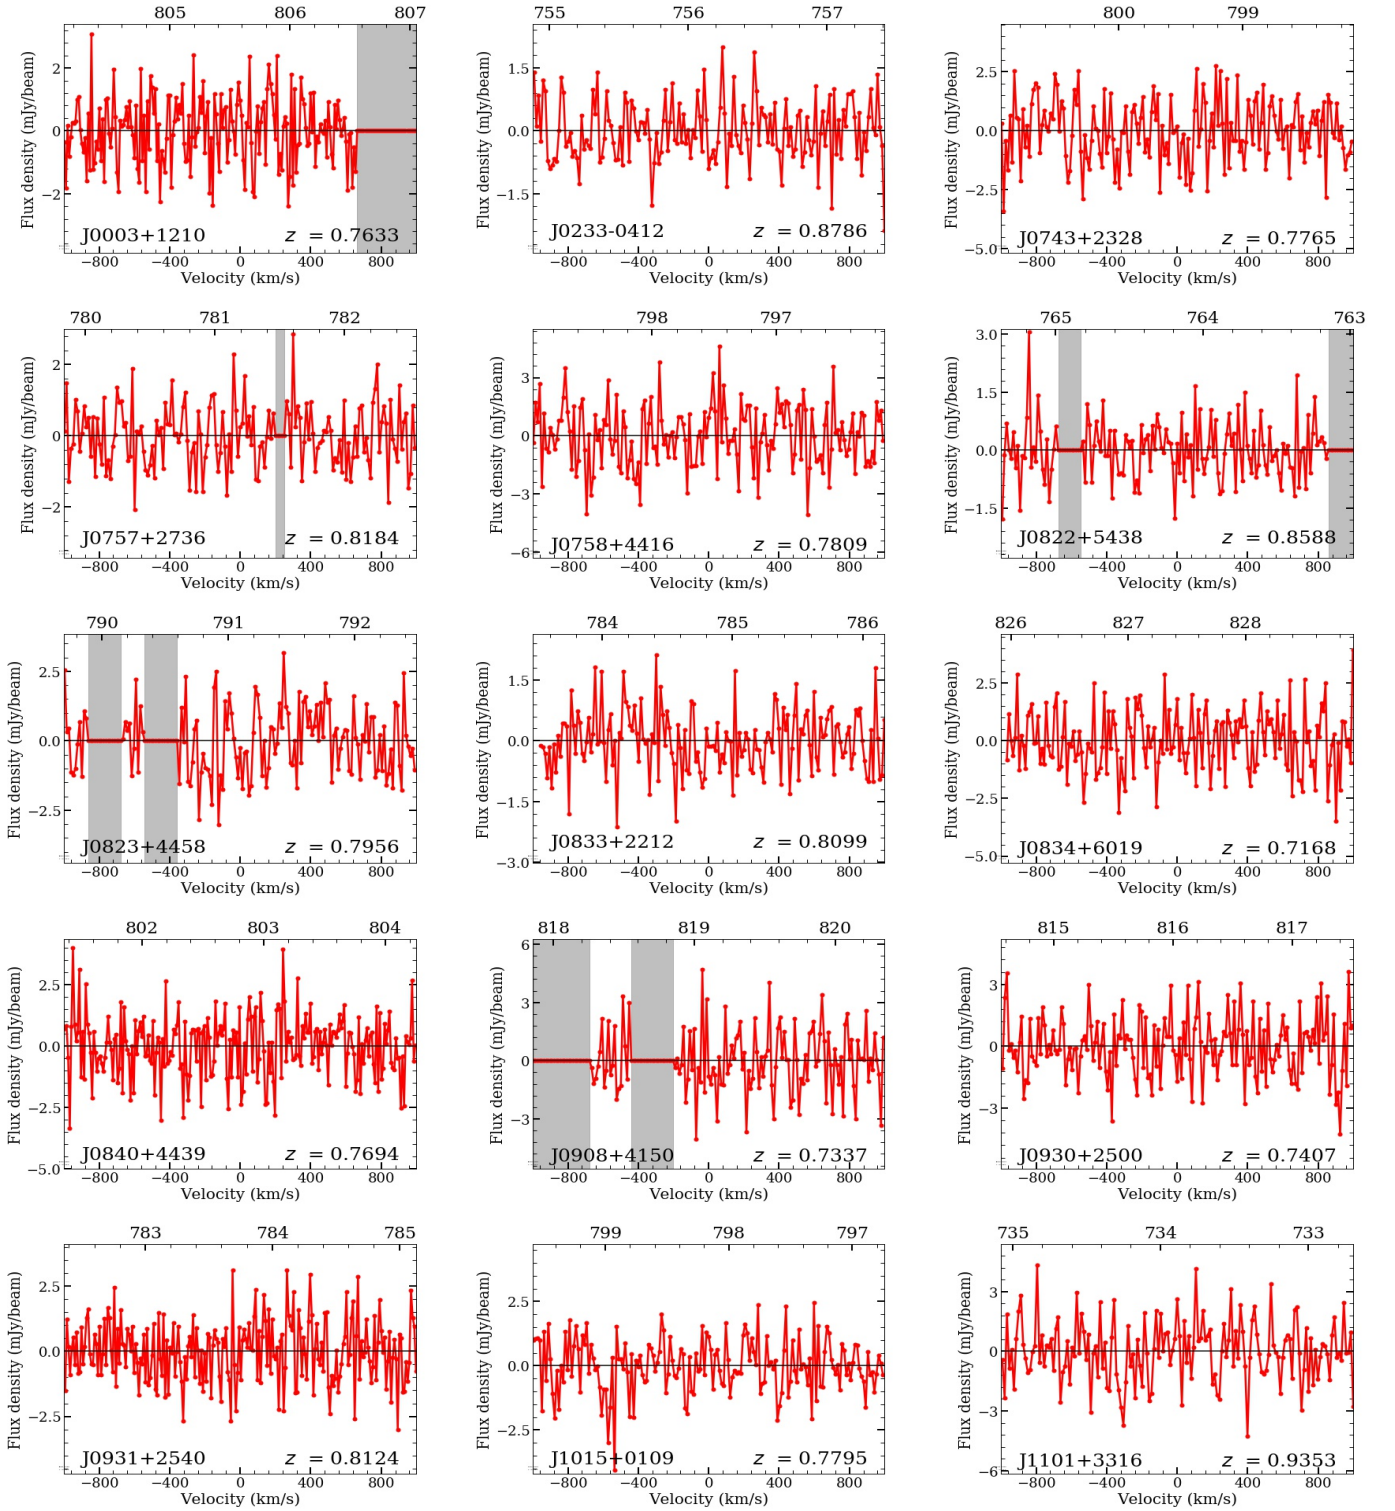 805 806 807
Flux density (mJy/beam)
2
0
−2
J0003+1210 z = 0.7633
−800 −400 0 400 800
Velocity (km/s)
755 756 757
Flux density (mJy/beam)
1.5
0.0
−1.5
J0233-0412 z = 0.8786
−800 −400 0 400 800
Velocity (km/s)
800 799
Flux density (mJy/beam)
2.5
0.0
−2.5
−5.0
J0743+2328 z = 0.7765
−800 −400 0 400 800
Velocity (km/s)
780 781 782
Flux density (mJy/beam)
2
0
−2
J0757+2736 z = 0.8184
−800 −400 0 400 800
Velocity (km/s)
798 797
Flux density (mJy/beam)
3
0
−3
−6
J0758+4416 z = 0.7809
−800 −400 0 400 800
Velocity (km/s)
765 764 763
Flux density (mJy/beam)
3.0
1.5
0.0
−1.5
J0822+5438 z = 0.8588
−800 −400 0 400 800
Velocity (km/s)
790 791 792
Flux density (mJy/beam)
2.5
0.0
−2.5
J0823+4458 z = 0.7956
−800 −400 0 400 800
Velocity (km/s)
784 785 786
Flux density (mJy/beam)
1.5
0.0
−1.5
−3.0
J0833+2212 z = 0.8099
−800 −400 0 400 800
Velocity (km/s)
826 827 828
Flux density (mJy/beam)
2.5
0.0
−2.5
−5.0
J0834+6019 z = 0.7168
−800 −400 0 400 800
Velocity (km/s)
802 803 804
Flux density (mJy/beam)
2.5
0.0
−2.5
−5.0
J0840+4439 z = 0.7694
−800 −400 0 400 800
Velocity (km/s)
818 819 820
Flux density (mJy/beam)
6
3
0
−3
J0908+4150 z = 0.7337
−800 −400 0 400 800
Velocity (km/s)
815 816 817
Flux density (mJy/beam)
3
0
−3
J0930+2500 z = 0.7407
−800 −400 0 400 800
Velocity (km/s)
783 784 785
Flux density (mJy/beam)
2.5
0.0
−2.5
J0931+2540 z = 0.8124
−800 −400 0 400 800
Velocity (km/s)
799 798 797
Flux density (mJy/beam)
2.5
0.0
−2.5
J1015+0109 z = 0.7795
−800 −400 0 400 800
Velocity (km/s)
735 734 733
Flux density (mJy/beam)
3
0
−3
−6
J1101+3316 z = 0.9353
−800 −400 0 400 800
Velocity (km/s)